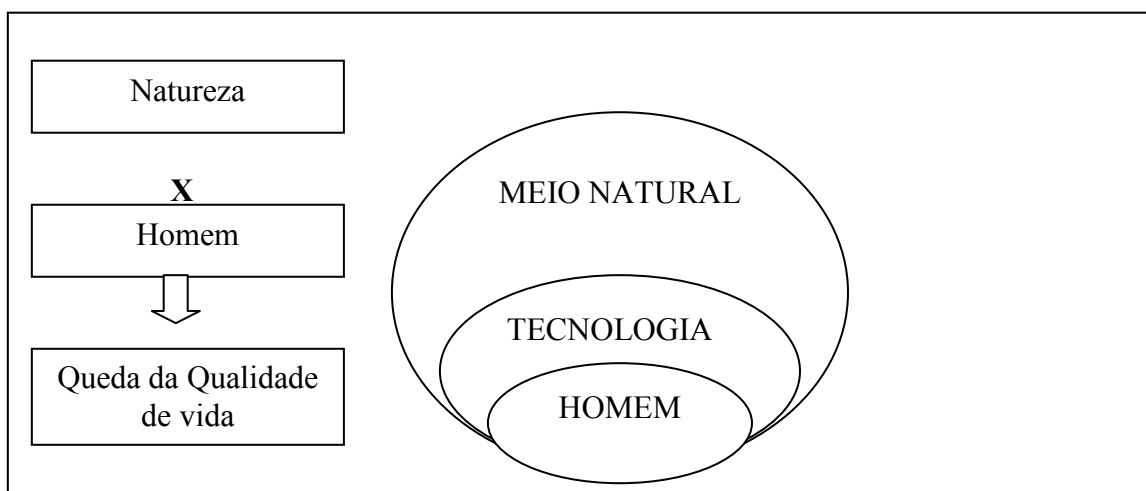 Natureza
X
Homem
Queda da Qualidade
de vida
MEIO NATURAL
TECNOLOGIA
HOMEM